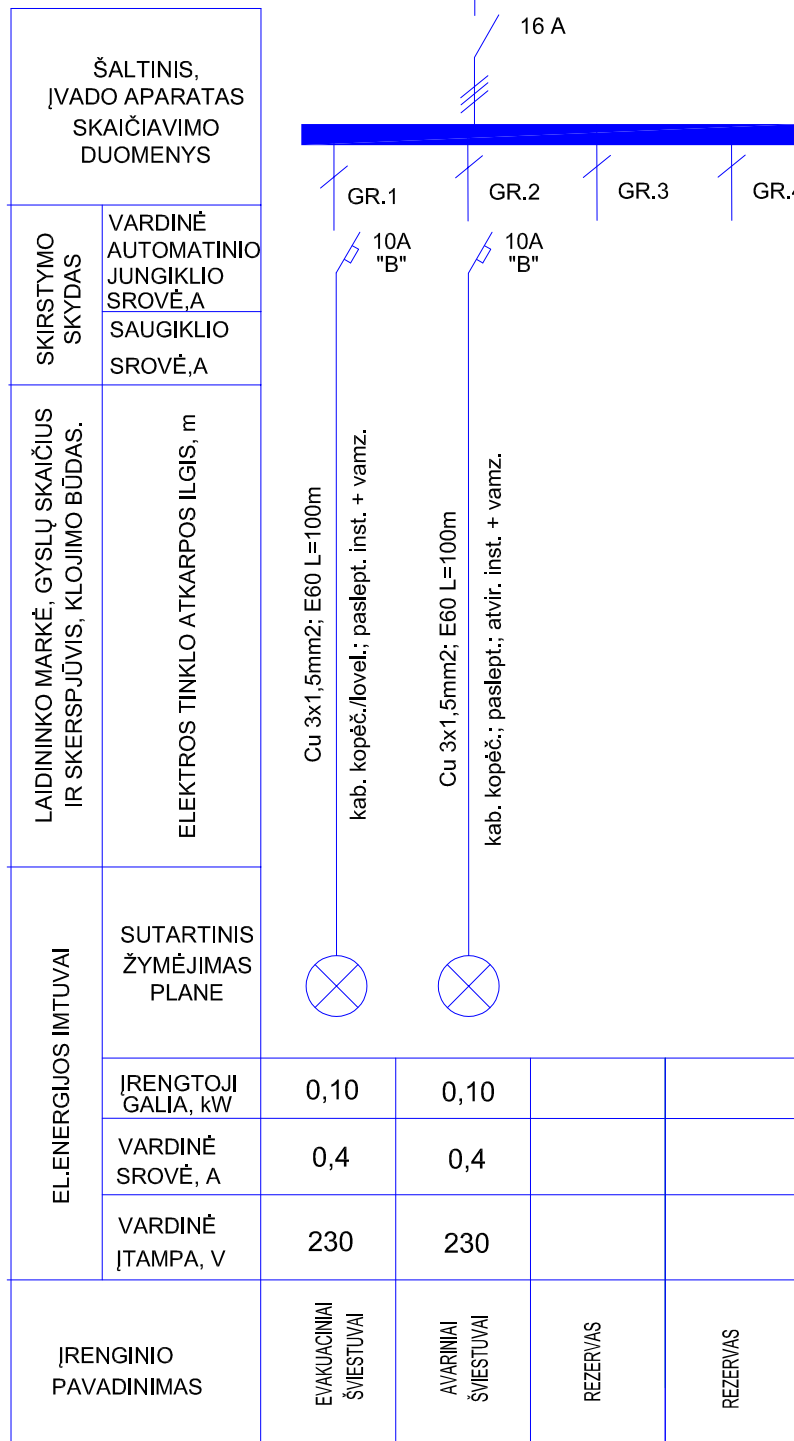 16 A
ŠALTINIS,
ĮVADO APARATAS
SKAIČIAVIMO
DUOMENYS
GR.1
GR.2
GR.3
GR.4
SKIRSTYMO
SKYDAS
VARDINĖ
AUTOMATINIO
JUNGIKLIO
SROVĖ,A
10A
"B"
10A
"B"
SAUGIKLIO
SROVĖ,A
LAIDININKO MARKĖ, GYSLŲ SKAIČIUS
IR SKERSPJŪVIS, KLOJIMO BŪDAS.
ELEKTROS TINKLO ATKARPOS ILGIS, m
Cu 3x1,5mm2; E60 L=100m
kab. kopėč./lovel.; paslept. inst. + vamz.
Cu 3x1,5mm2; E60 L=100m
kab. kopėč.; paslept.; atvir. inst. + vamz.
EL.ENERGIJOS IMTUVAI
SUTARTINIS
ŽYMĖJIMAS
PLANE
ĮRENGTOJI
GALIA, kW
0,10
0,10
VARDINĖ
SROVĖ, A
0,4
0,4
VARDINĖ
ĮTAMPA, V
230
230
ĮRENGINIO
PAVADINIMAS
EVAKUACINIAI
ŠVIESTUVAI
AVARINIAI
ŠVIESTUVAI
REZERVAS
REZERVAS